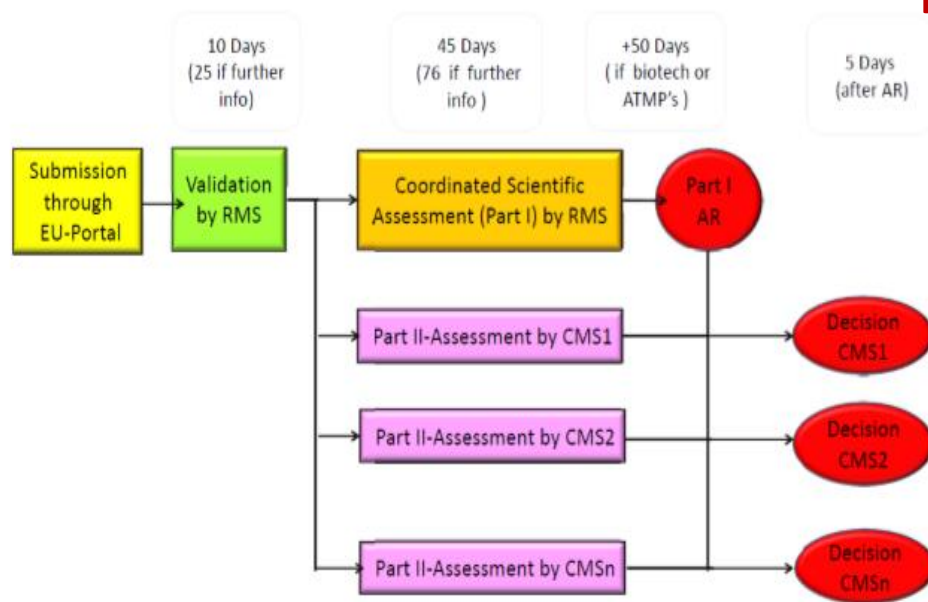 10 Days
(25 if further
info)
45 Days
(76 if further
info )
+50 Days
( if biotech or
ATMP's )
5 Days
(after AR)
Submission
through
EU-Portal
Validation
by RMS
Coordinated Scientific
Assessment (Part I) by RMS
Part I
AR
Part II-Assessment by CMS1
Decision
CMS1
Part II-Assessment by CMS2
Decision
CMS2
Part II-Assessment by CMSn
Decision
CMSn